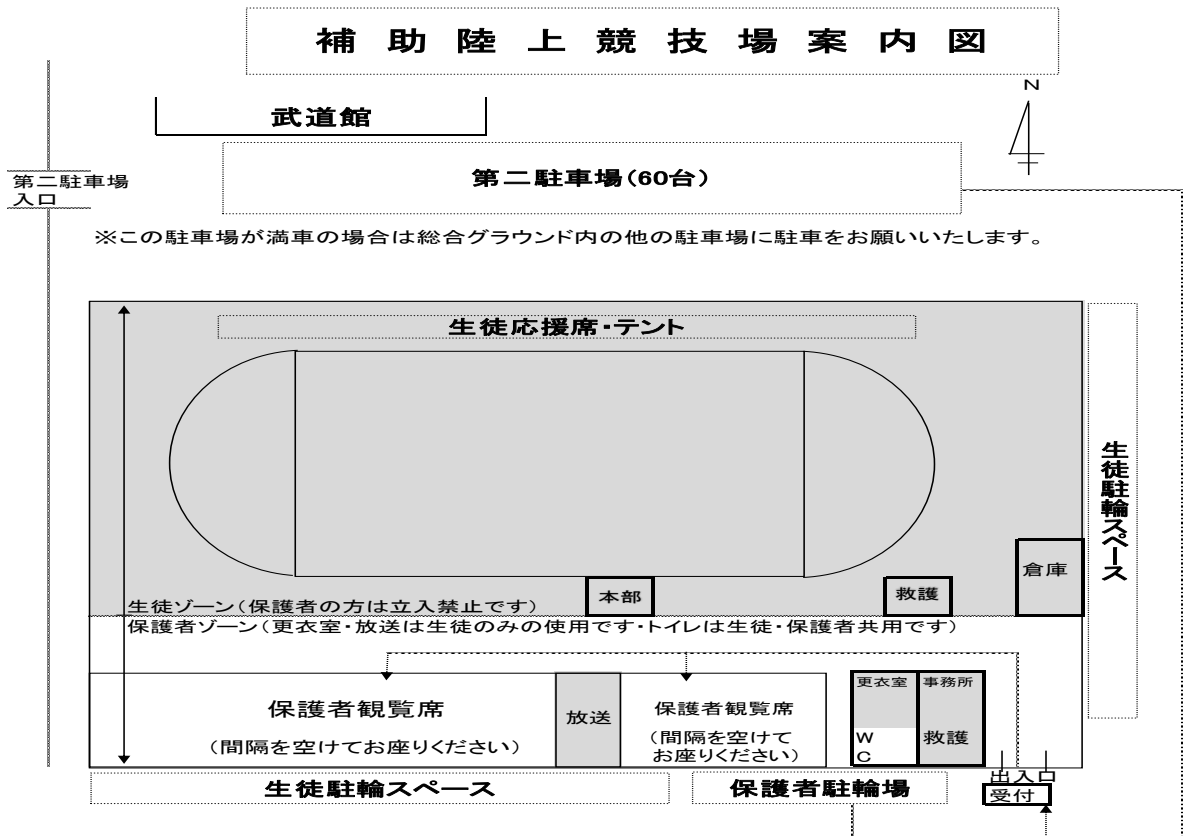 補助陸上競技場案内図
N
武道館
第二駐車場(60台)
第二駐車場
入口
※この駐車場が満車の場合は総合グラウンド内の他の駐車場に駐車をお願いいたします。
生徒応援席・テント
生徒駐輪スペース
倉庫
本部
救護
生徒ゾーン(保護者の方は立入禁止です)
保護者ゾーン(更衣室・放送は生徒のみの使用です・トイレは生徒・保護者共用です)
保護者観覧席
(間隔を空けてお座りください)
放送
保護者観覧席
(間隔を空けて
お座りください)
更衣室
事務所
W
C
救護
生徒駐輪スペース
保護者駐輪場
出入口
受付